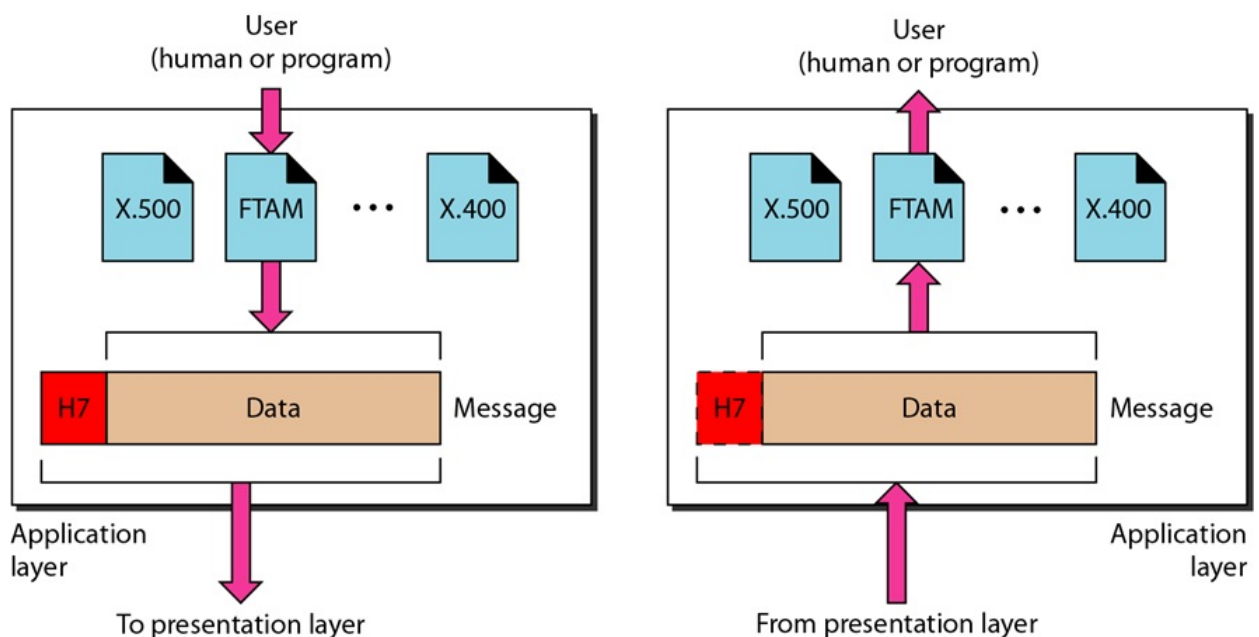 User
(human or program)
X.500
FTAM
...
X.400
H7
Data
Message
Application
layer
To presentation layer
User
(human or program)
X.500
FTAM
...
X.400
H7
Data
Message
Application
layer
From presentation layer